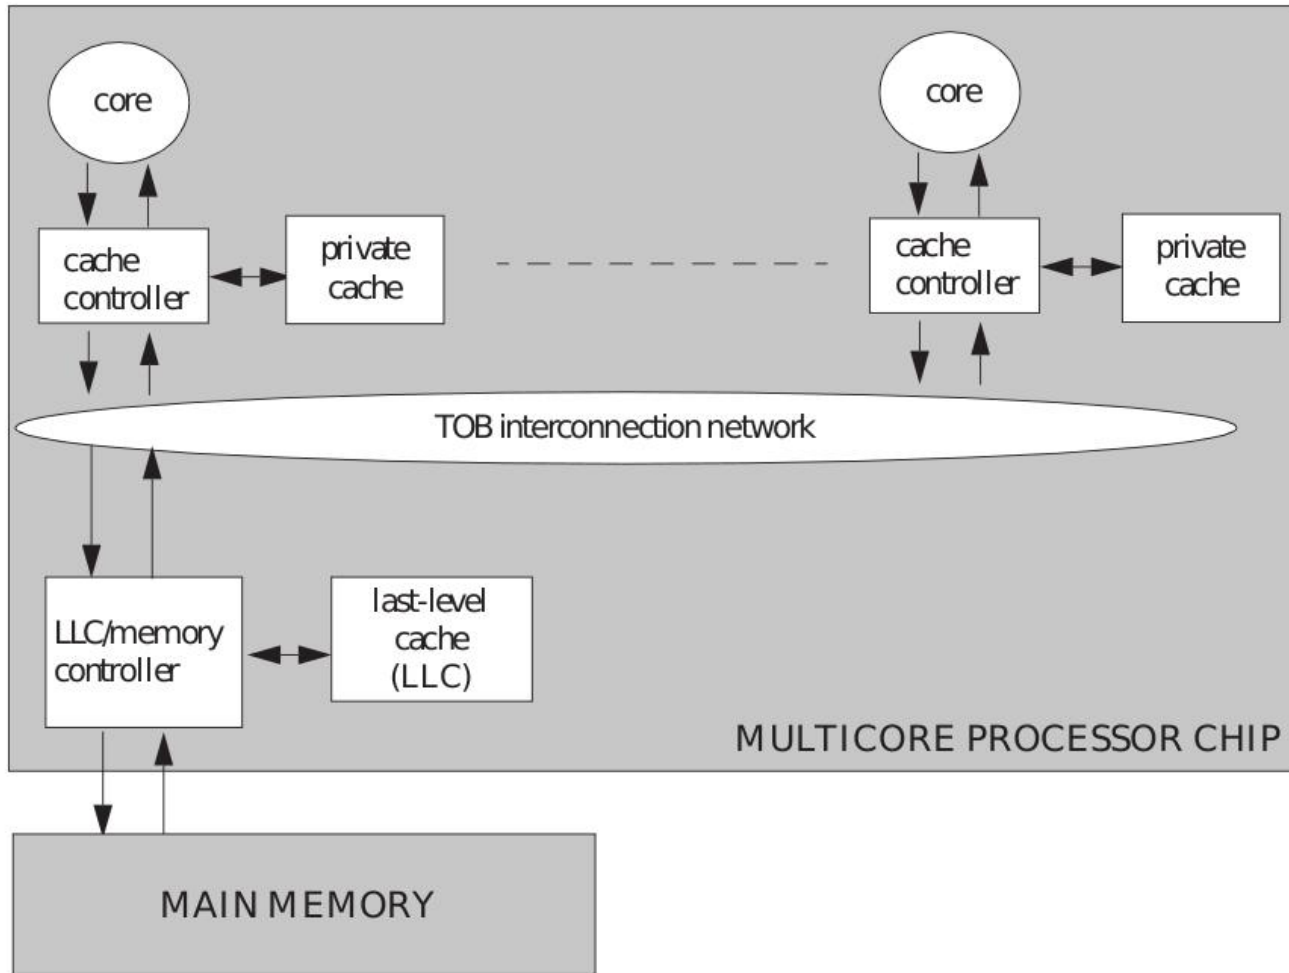 core
core
cache
controller
private
cache
cache
controller
private
cache
TOB interconnection network
LLC/memory
controller
last-level
cache
(LLC)
MULTICORE PROCESSOR CHIP
MAIN MEMORY